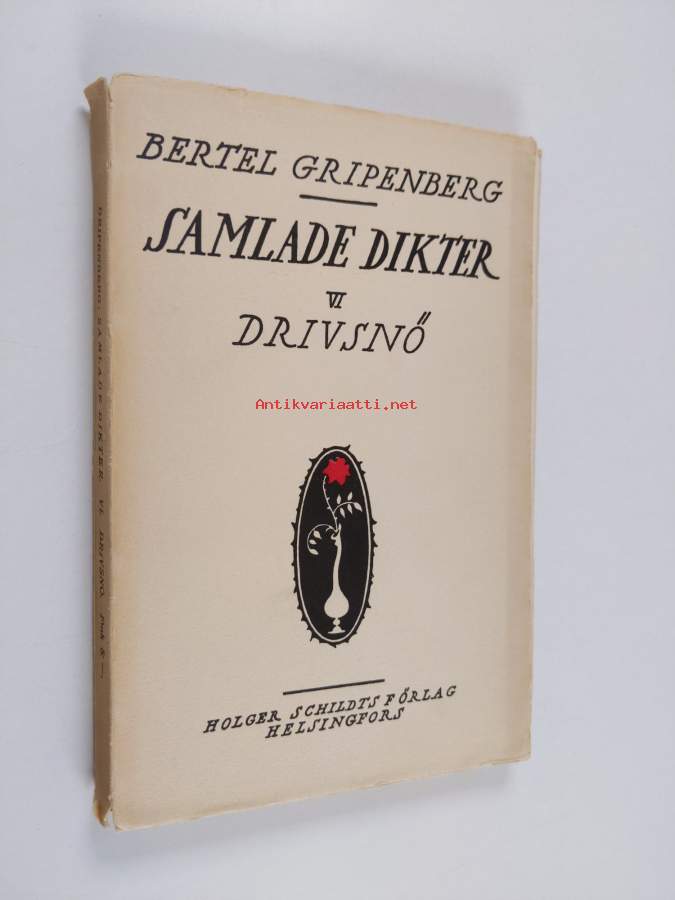 BERTEL GRIPENBERG
SAMLADE DIKTER
VI
DRIVSNÖ
Antikvariaatti.net
HOLGER SCHILDTS FÖRLAG
HELSINGFORS
GRIPENBERG: SAMLADE DIKTER VI. DRIVSNÖ.